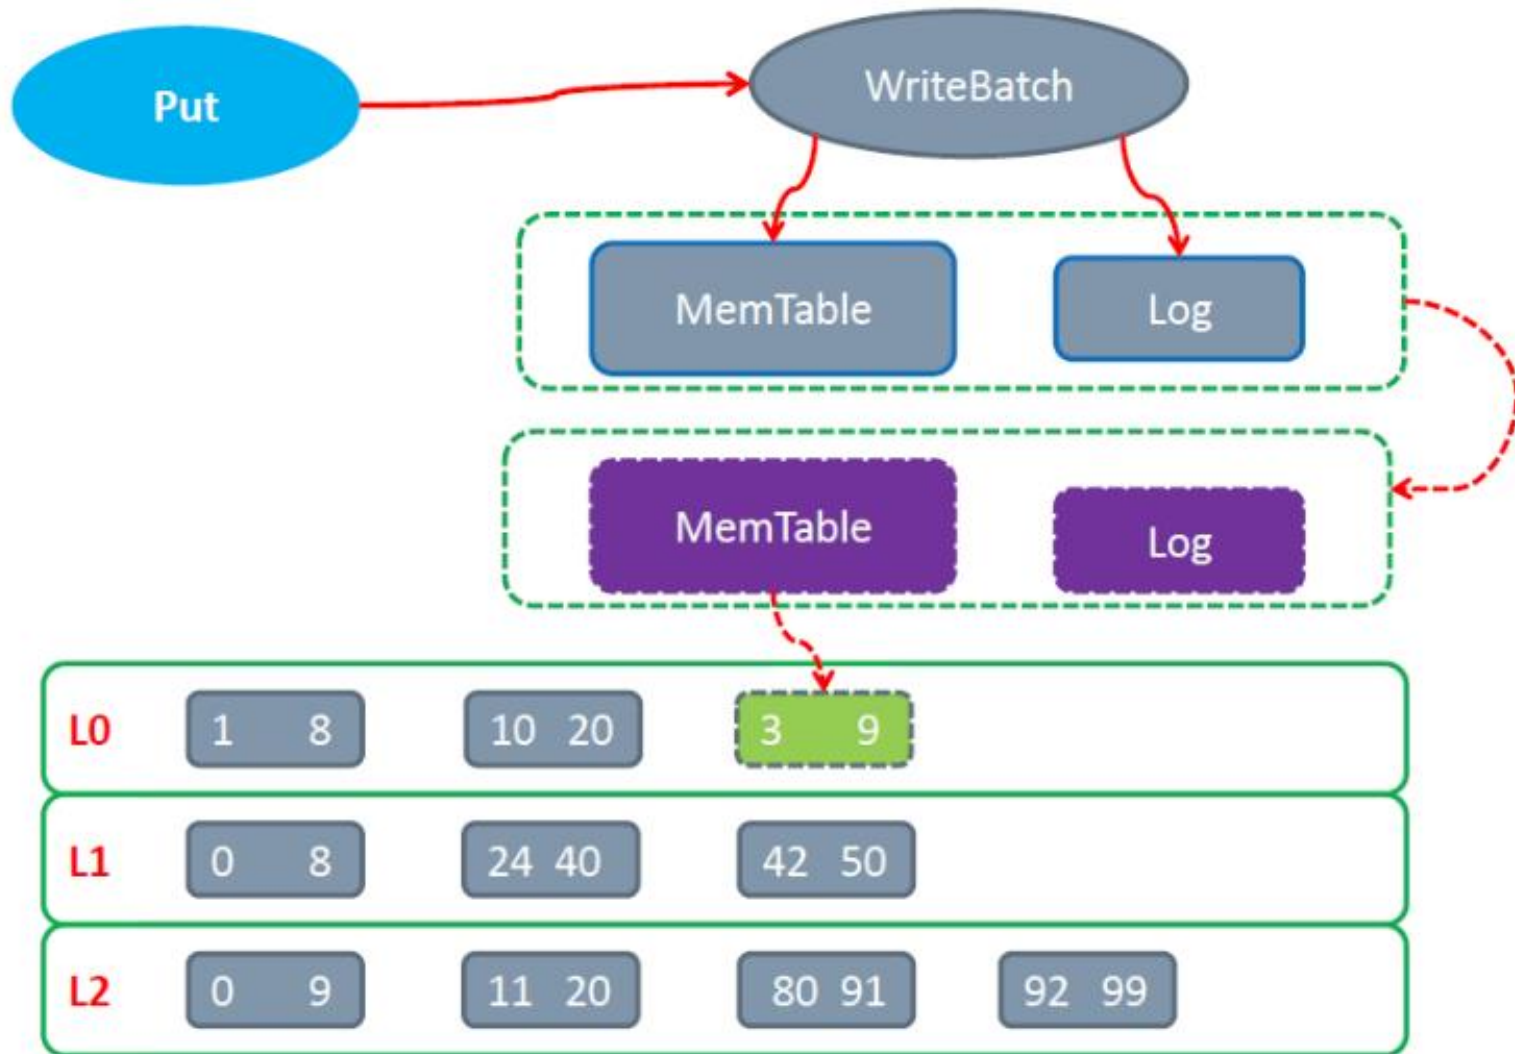 Put
WriteBatch
MemTable
Log
MemTable
Log
L0 1 8 10 20 3 9
L1 0 8 24 40 42 50
L2 0 9 11 20 80 91 92 99